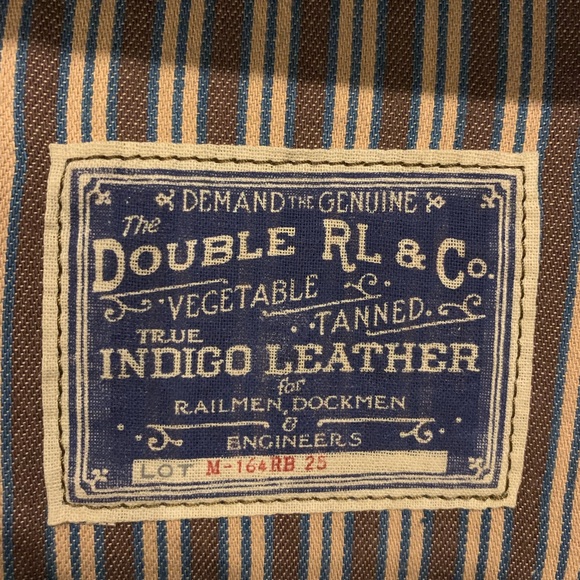 DEMAND THE GENUINE
The
DOUBLE RL & CO.
VEGETABLE
TANNED
TRUE
INDIGO LEATHER
for
RAILMEN, DOCKMEN
&
ENGINEERS
LOT M-164RB 25